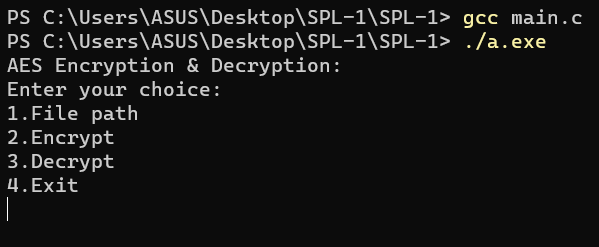 PS C:\Users\ASUS\Desktop\SPL-1\SPL-1> gcc main.c
PS C:\Users\ASUS\Desktop\SPL-1\SPL-1> ./a.exe
AES Encryption & Decryption:
Enter your choice:
1.File path
2.Encrypt
3.Decrypt
4.Exit